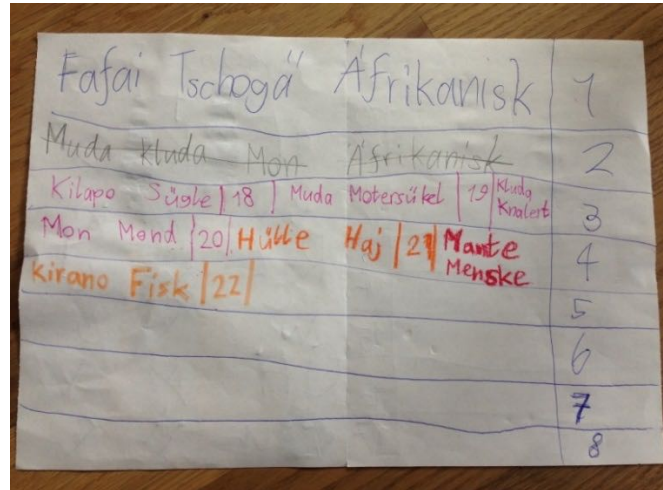 Fafai Tschogä Afrikanisk 1
Muda kluda Mon Afrikanisk 2
Kilapo Sügle | 18 | Muda Motersükel | 19 | Kluda Knalert 3
Mon Mond | 20 | Hülle Haj | 21 | Mante Menske 4
kirano Fisk | 22 | 5
6
7
8